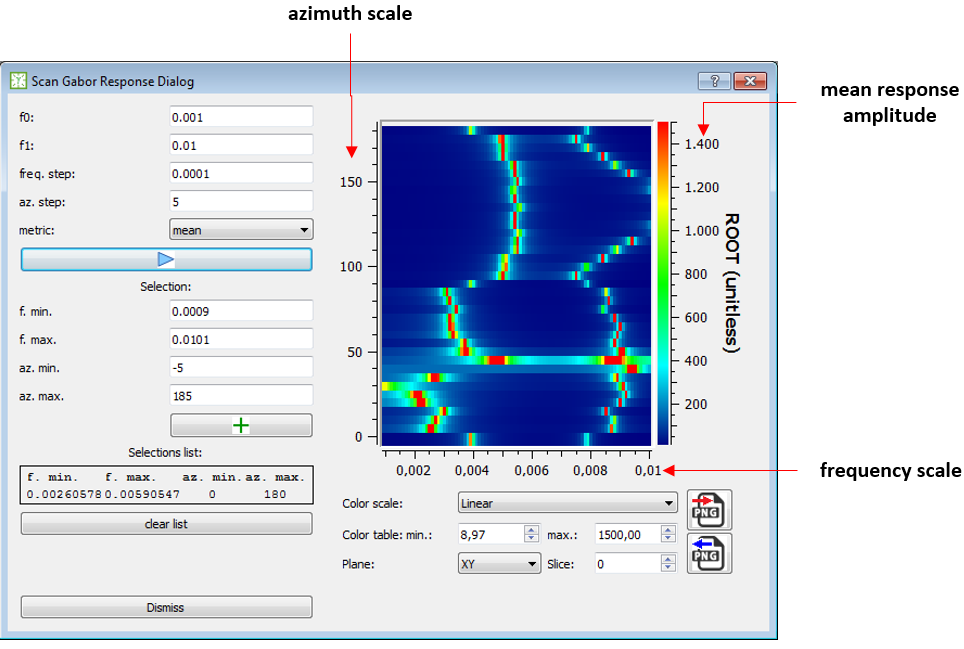 azimuth scale
Scan Gabor Response Dialog
?
mean response
amplitude
f0: 0.001
f1: 0.01
freq. step: 0.0001
az. step: 5
metric: mean
Selection:
f. min. 0.0009
f. max. 0.0101
az. min. -5
az. max. 185
Selections list:
f. min. f. max. az. min. az. max.
0.00260578 0.00590547 0 180
clear list
Dismiss
150
100
50
0
0,002 0,004 0,006 0,008 0,01
1.400
1.200
1.000
800
600
400
200
ROOT (unitless)
frequency scale
Color scale: Linear
Color table: min.: 8,97 max.: 1500,00
Plane: XY Slice: 0
PNG
PNG